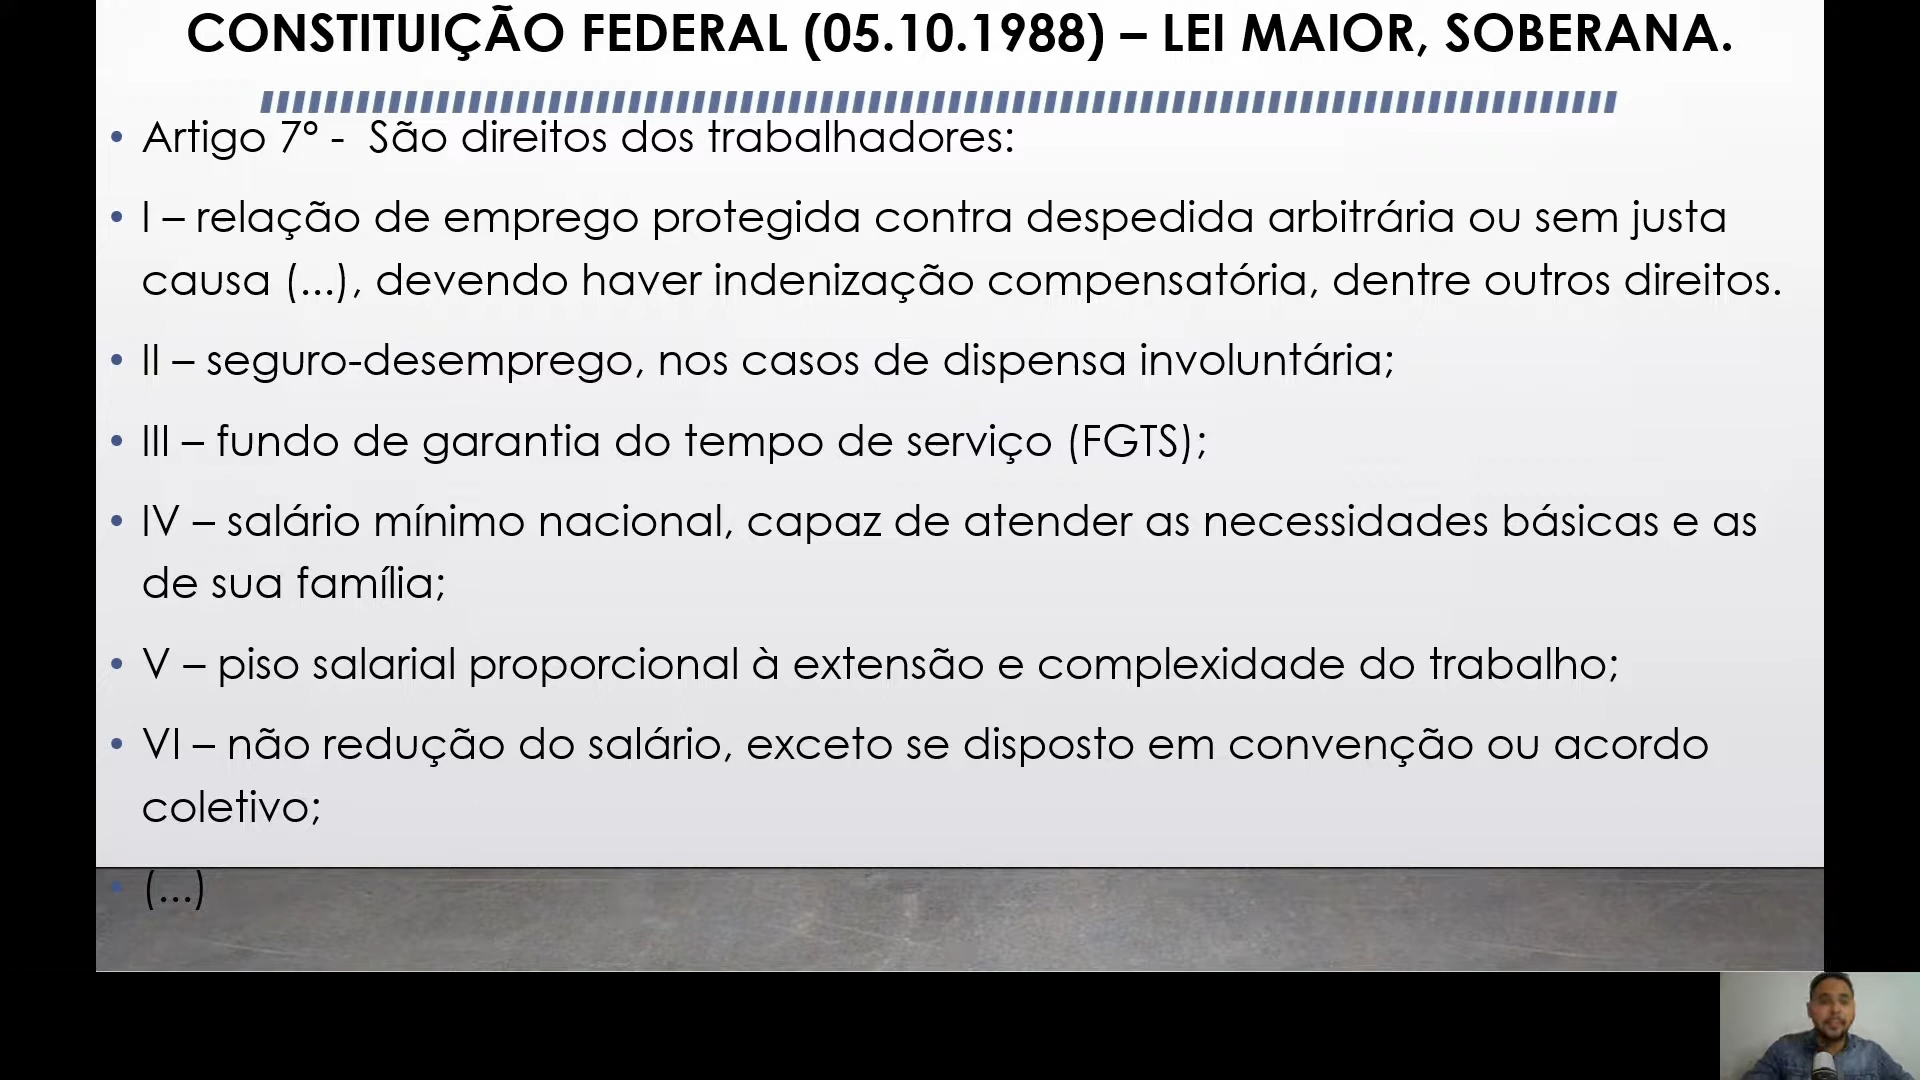 CONSTITUIÇÃO FEDERAL (05.10.1988) – LEI MAIOR, SOBERANA.
• Artigo 7º - São direitos dos trabalhadores:
• I – relação de emprego protegida contra despedida arbitrária ou sem justa
causa (...), devendo haver indenização compensatória, dentre outros direitos.
• II – seguro-desemprego, nos casos de dispensa involuntária;
• III – fundo de garantia do tempo de serviço (FGTS);
• IV – salário mínimo nacional, capaz de atender as necessidades básicas e as
de sua família;
• V – piso salarial proporcional à extensão e complexidade do trabalho;
• VI – não redução do salário, exceto se disposto em convenção ou acordo
coletivo;
• (...)